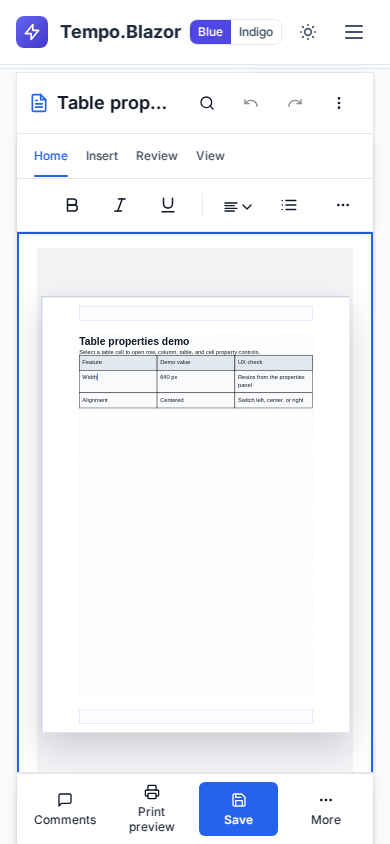 Tempo.Blazor
Blue
Indigo
Table prop...
Home
Insert
Review
View
B
I
U
Table properties demo
Select a table cell to open row, column, table, and cell property controls.
Feature
Demo value
UX check
Width
640 px
Resize from the properties
panel
Alignment
Centered
Switch left, center, or right
Comments
Print
preview
Save
More